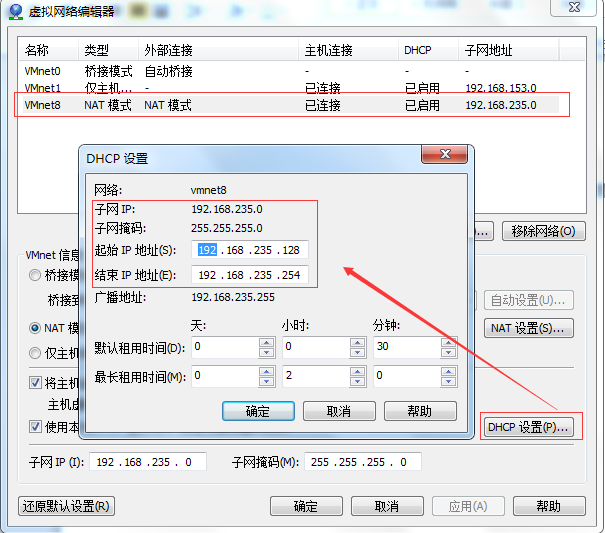 虚拟网络编辑器
名称 类型 外部连接 主机连接 DHCP 子网地址
VMnet0 桥接模式 自动桥接 - - -
VMnet1 仅主机... - 已连接 已启用 192.168.153.0
VMnet8 NAT 模式 NAT 模式 已连接 已启用 192.168.235.0
DHCP 设置
网络: vmnet8
子网 IP: 192.168.235.0
子网掩码: 255.255.255.0
起始 IP 地址(S): 192 . 168 . 235 . 128
结束 IP 地址(E): 192 . 168 . 235 . 254
广播地址: 192.168.235.255
天: 小时: 分钟:
默认租用时间(D): 0 0 30
最长租用时间(M): 0 2 0
确定 取消 帮助
... 移除网络(O)
VMnet 信息
桥接模
桥接到 自动设置(U)...
NAT 模 NAT 设置(S)...
仅主机
将主机
主机虚
使用本 DHCP 设置(P)...
子网 IP (I): 192 . 168 . 235 . 0 子网掩码(M): 255 . 255 . 255 . 0
还原默认设置(R) 确定 取消 应用(A) 帮助